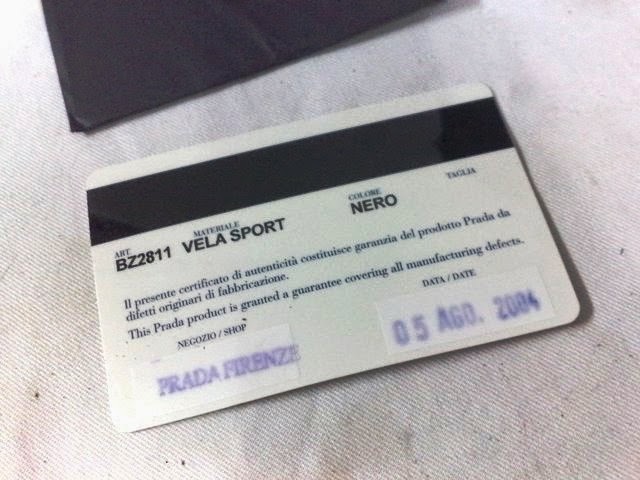 ART. MATERIALE COLORE TAGLIA
BZ2811 VELA SPORT NERO
Il presente certificato di autenticità costituisce garanzia del prodotto Prada da
difetti originari di fabbricazione.
This Prada product is granted a guarantee covering all manufacturing defects.
NEGOZIO / SHOP DATA / DATE
PRADA FIRENZE 05 AGO. 2004